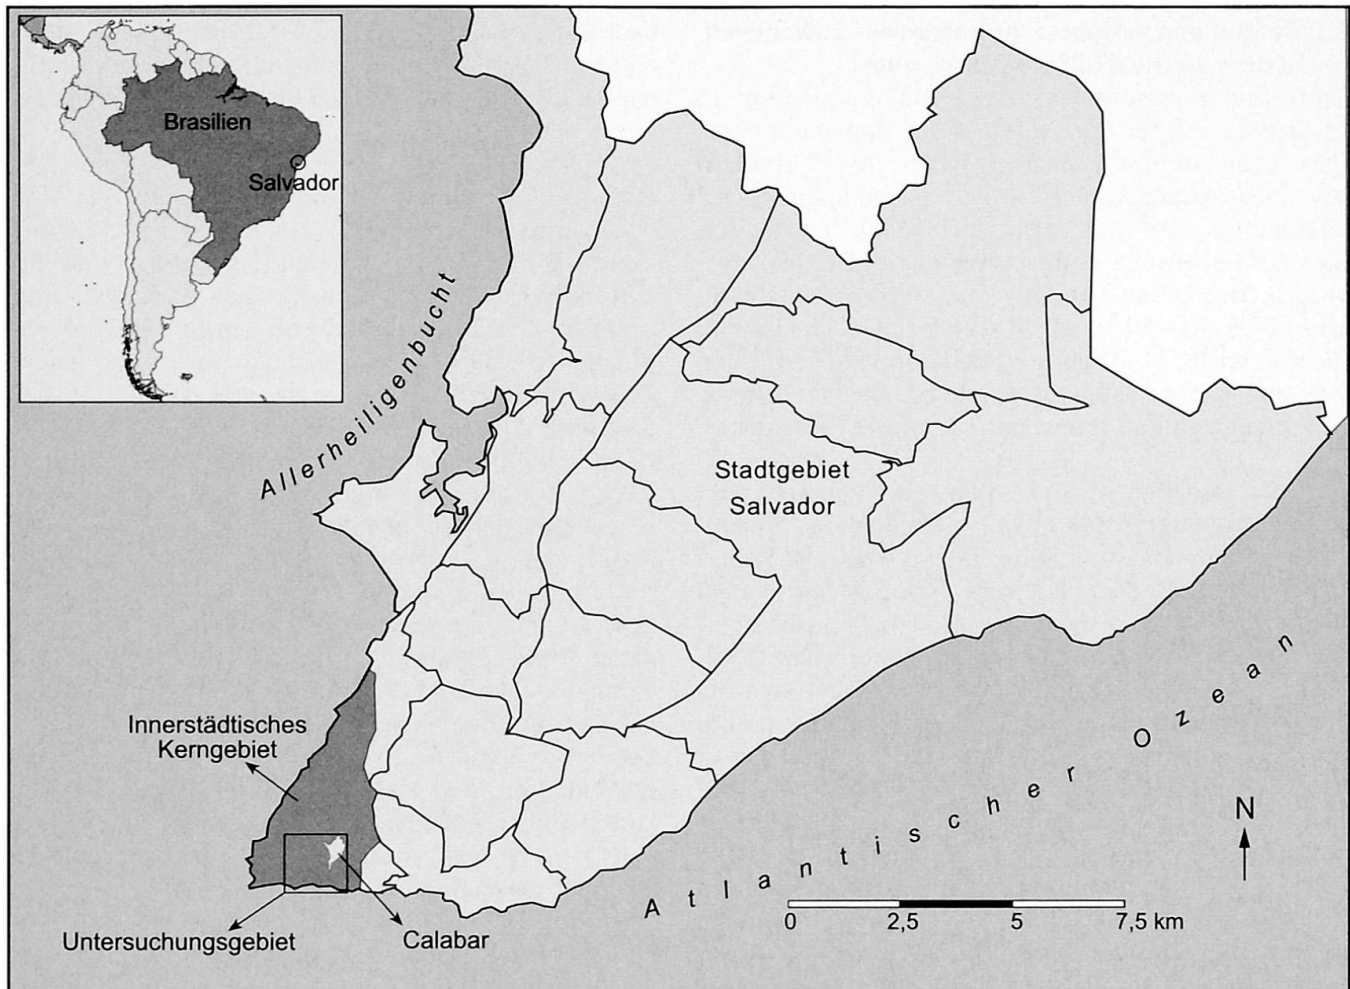 Brasilien
Salvador
Allerheiligenbucht
Stadtgebiet
Salvador
Innerstädtisches
Kerngebiet
Untersuchungsgebiet
Calabar
Atlantischer Ozean
N
0 2,5 5 7,5 km